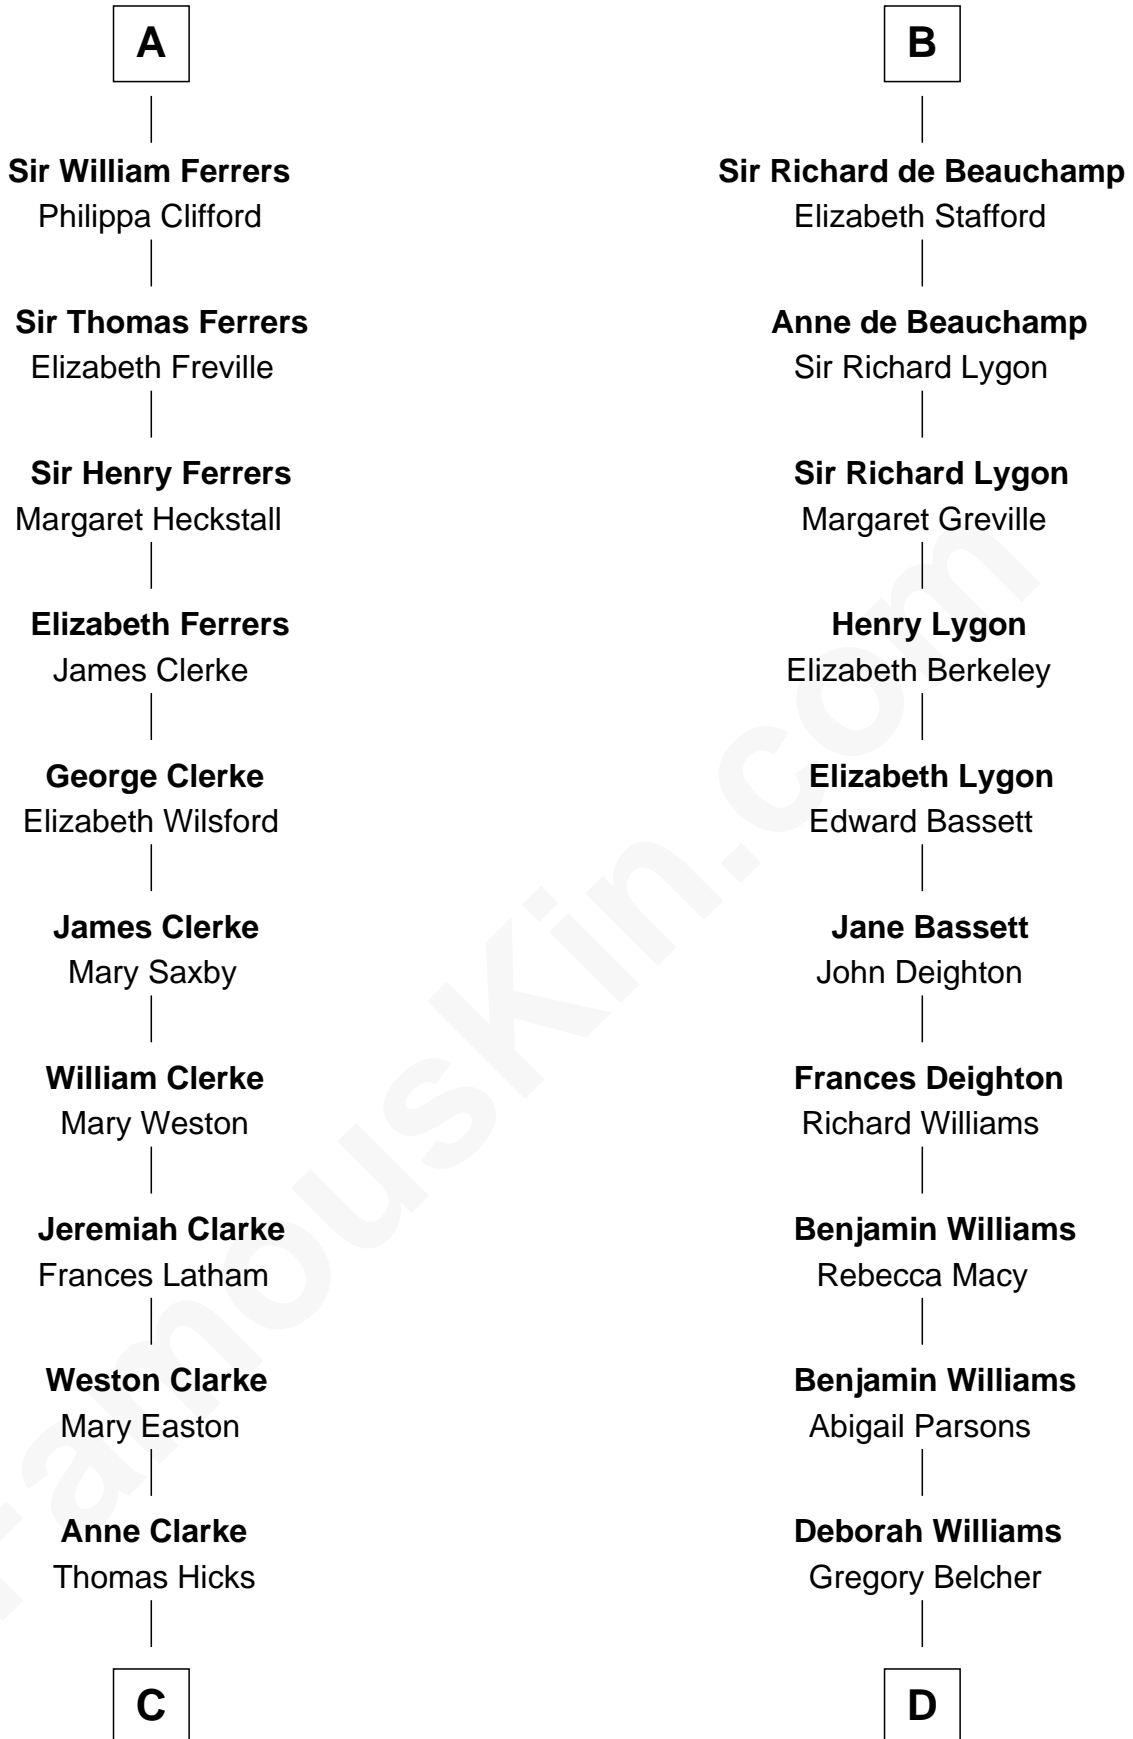 A
Sir William Ferrers
Philippa Clifford
Sir Thomas Ferrers
Elizabeth Freville
Sir Henry Ferrers
Margaret Heckstall
Elizabeth Ferrers
James Clerke
George Clerke
Elizabeth Wilsford
James Clerke
Mary Saxby
William Clerke
Mary Weston
Jeremiah Clarke
Frances Latham
Weston Clarke
Mary Easton
Anne Clarke
Thomas Hicks
C
B
Sir Richard de Beauchamp
Elizabeth Stafford
Anne de Beauchamp
Sir Richard Lygon
Sir Richard Lygon
Margaret Greville
Henry Lygon
Elizabeth Berkeley
Elizabeth Lygon
Edward Bassett
Jane Bassett
John Deighton
Frances Deighton
Richard Williams
Benjamin Williams
Rebecca Macy
Benjamin Williams
Abigail Parsons
Deborah Williams
Gregory Belcher
D
FamousKin.com